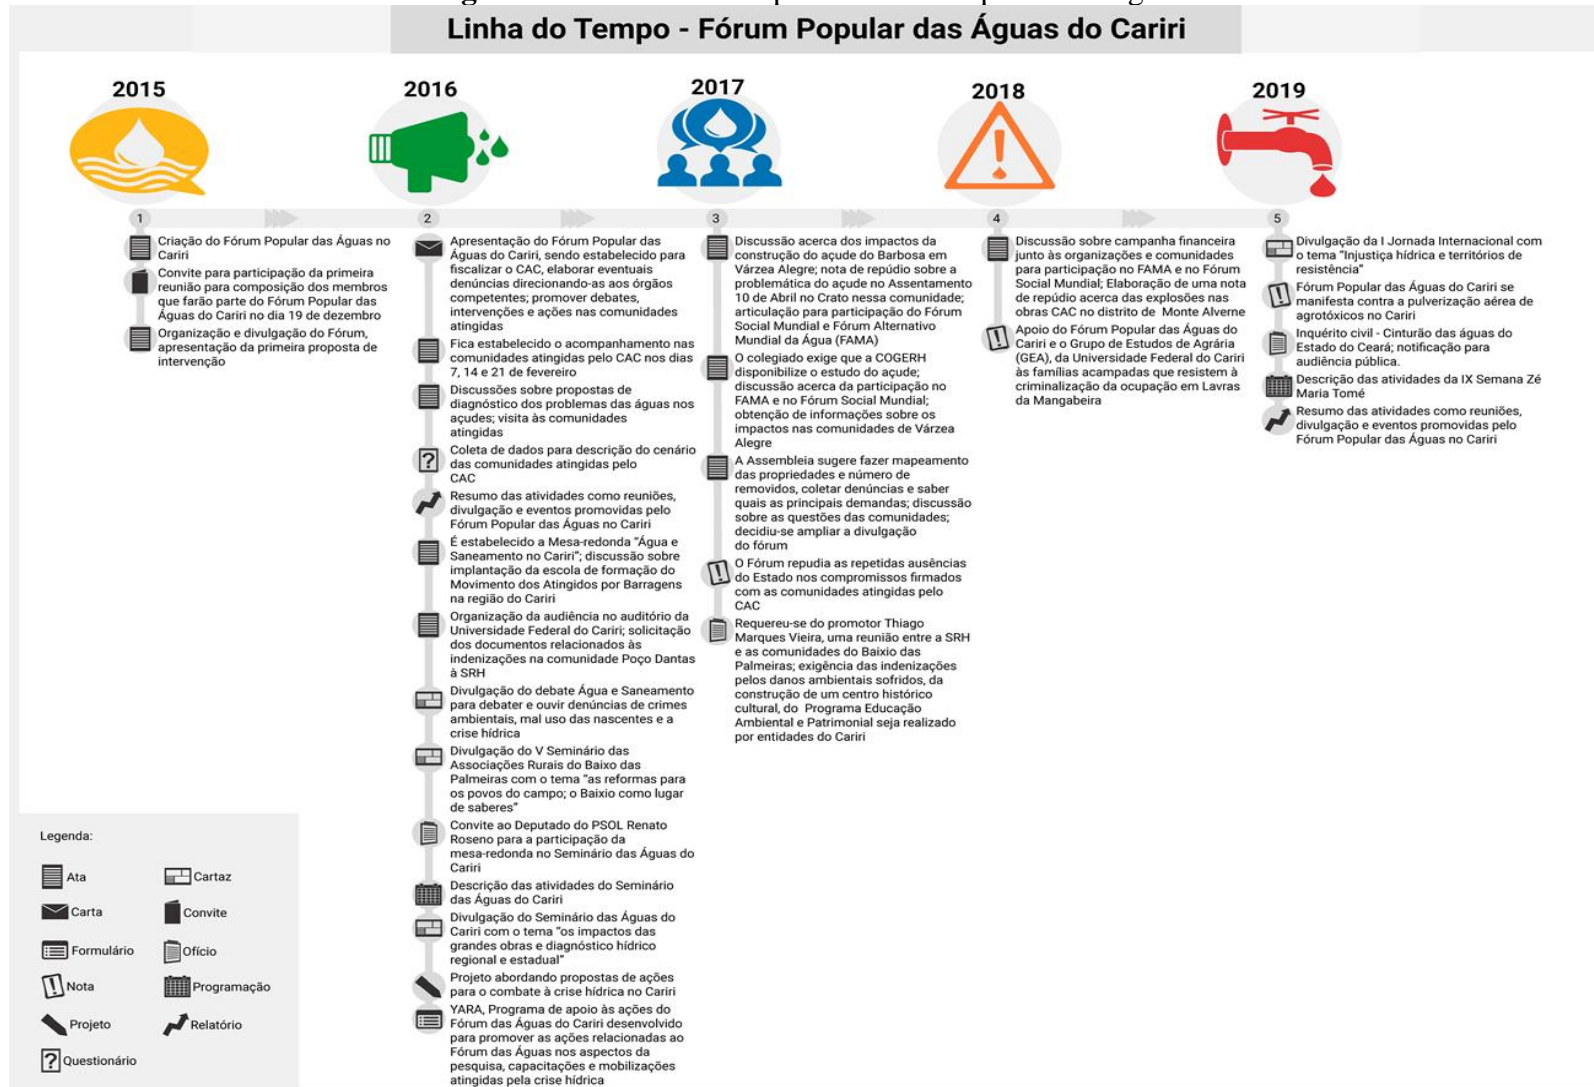 Linha do Tempo - Fórum Popular das Águas do Cariri
2015
1
Criação do Fórum Popular das Águas no
Cariri
Convite para participação da primeira
reunião para composição dos membros
que farão parte do Fórum Popular das
Águas do Cariri no dia 19 de dezembro
Organização e divulgação do Fórum,
apresentação da primeira proposta de
intervenção
2016
2
Apresentação do Fórum Popular das
Águas do Cariri, sendo estabelecido para
fiscalizar o CAC, elaborar eventuais
denúncias direcionando-as aos órgãos
competentes; promover debates,
intervenções e ações nas comunidades
atingidas
Fica estabelecido o acompanhamento nas
comunidades atingidas pelo CAC nos dias
7, 14 e 21 de fevereiro
Discussões sobre propostas de
diagnóstico dos problemas das águas nos
açudes; visita às comunidades
atingidas
Coleta de dados para descrição do cenário
das comunidades atingidas pelo
CAC
Resumo das atividades como reuniões,
divulgação e eventos promovidas pelo
Fórum Popular das Águas no Cariri
É estabelecido a Mesa-redonda “Água e
Saneamento no Cariri”; discussão sobre
implantação da escola de formação do
Movimento dos Atingidos por Barragens
na região do Cariri
Organização da audiência no auditório da
Universidade Federal do Cariri; solicitação
dos documentos relacionados às
indenizações na comunidade Poço Dantas
à SRH
Divulgação do debate Água e Saneamento
para debater e ouvir denúncias de crimes
ambientais, mal uso das nascentes e a
crise hídrica
Divulgação do V Seminário das
Associações Rurais do Baixo das
Palmeiras com o tema “as reformas para
os povos do campo; o Baixio como lugar
de saberes”
Convite ao Deputado do PSOL Renato
Roseno para a participação da
mesa-redonda no Seminário das Águas do
Cariri
Descrição das atividades do Seminário
das Águas do Cariri
Divulgação do Seminário das Águas do
Cariri com o tema “os impactos das
grandes obras e diagnóstico hídrico
regional e estadual”
Projeto abordando propostas de ações
para o combate à crise hídrica no Cariri
YARA, Programa de apoio às ações do
Fórum das Águas do Cariri desenvolvido
para promover as ações relacionadas ao
Fórum das Águas nos aspectos da
pesquisa, capacitações e mobilizações
atingidas pela crise hídrica
2017
3
Discussão acerca dos impactos da
construção do açude do Barbosa em
Várzea Alegre; nota de repúdio sobre a
problemática do açude no Assentamento
10 de Abril no Crato nessa comunidade;
articulação para participação do Fórum
Social Mundial e Fórum Alternativo
Mundial da Água (FAMA)
O colegiado exige que a COGERH
disponibilize o estudo do açude;
discussão acerca da participação no
FAMA e no Fórum Social Mundial;
obtenção de informações sobre os
impactos nas comunidades de Várzea
Alegre
A Assembleia sugere fazer mapeamento
das propriedades e número de
removidos, coletar denúncias e saber
quais as principais demandas; discussão
sobre as questões das comunidades;
decidiu-se ampliar a divulgação
do fórum
O Fórum repudia as repetidas ausências
do Estado nos compromissos firmados
com as comunidades atingidas pelo
CAC
Requereu-se do promotor Thiago
Marques Vieira, uma reunião entre a SRH
e as comunidades do Baixio das
Palmeiras; exigência das indenizações
pelos danos ambientais sofridos, da
construção de um centro histórico
cultural, do Programa Educação
Ambiental e Patrimonial seja realizado
por entidades do Cariri
2018
4
Discussão sobre campanha financeira
junto às organizações e comunidades
para participação no FAMA e no Fórum
Social Mundial; Elaboração de uma nota
de repúdio acerca das explosões nas
obras CAC no distrito de Monte Alverne
Apoio do Fórum Popular das Águas do
Cariri e o Grupo de Estudos de Agrária
(GEA), da Universidade Federal do Cariri
às famílias acampadas que resistem à
criminalização da ocupação em Lavras
da Mangabeira
2019
5
Divulgação da I Jornada Internacional com
o tema “Injustiça hídrica e territórios de
resistência”
Fórum Popular das Águas do Cariri se
manifesta contra a pulverização aérea de
agrotóxicos no Cariri
Inquérito civil - Cinturão das águas do
Estado do Ceará; notificação para
audiência pública.
Descrição das atividades da IX Semana Zé
Maria Tomé
Resumo das atividades como reuniões,
divulgação e eventos promovidos pelo
Fórum Popular das Águas no Cariri
Legenda:
Ata
Cartaz
Carta
Convite
Formulário
Ofício
Nota
Programação
Projeto
Relatório
Questionário